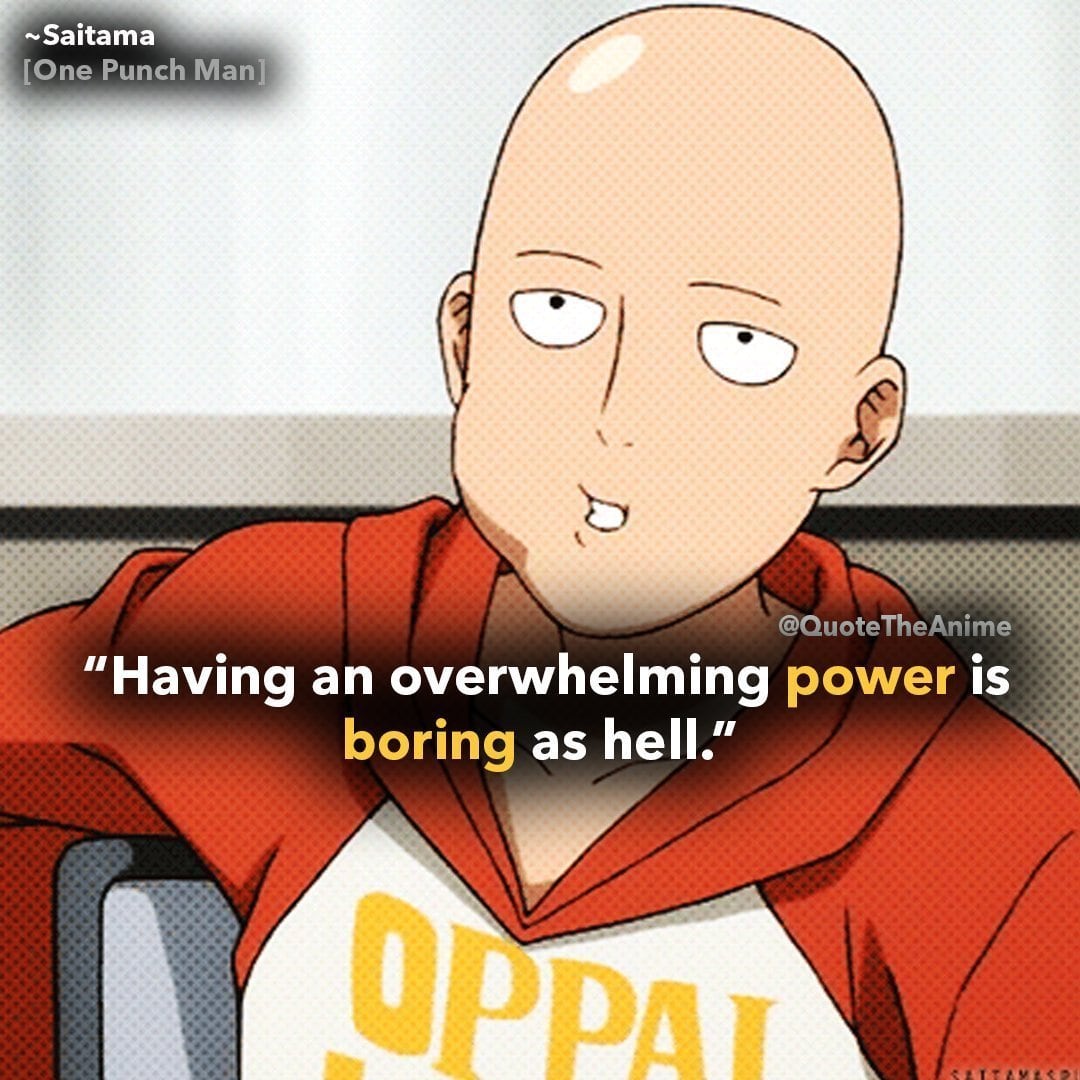 ~Saitama
[One Punch Man]
@QuoteTheAnime
“Having an overwhelming power is
boring as hell.”
OPPAI